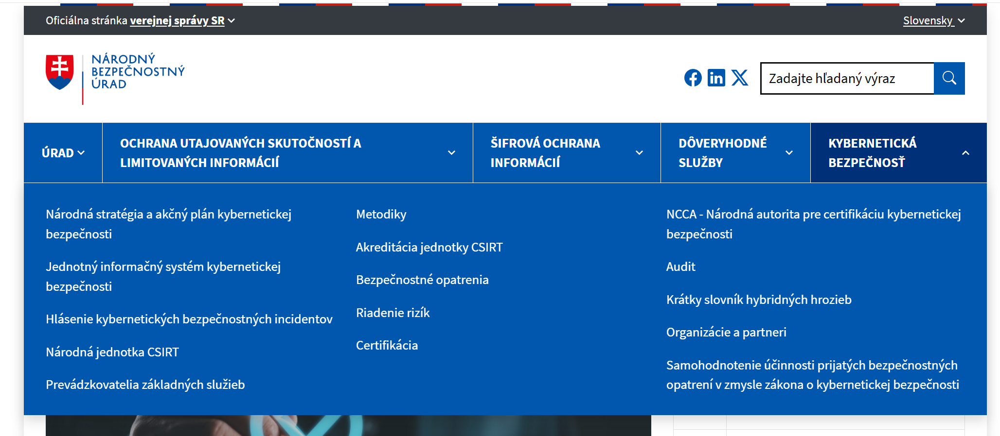 Oficiálna stránka verejnej správy SR
Slovensky
NÁRODNÝ
BEZPEČNOSTNÝ
ÚRAD
Zadajte hľadaný výraz
ÚRAD
OCHRANA UTAJOVANÝCH SKUTOČNOSTÍ A
LIMITOVANÝCH INFORMÁCIÍ
ŠIFROVÁ OCHRANA
INFORMÁCIÍ
DÔVERYHODNÉ
SLUŽBY
KYBERNETICKÁ
BEZPEČNOSŤ
Národná stratégia a akčný plán kybernetickej
bezpečnosti
Jednotný informačný systém kybernetickej
bezpečnosti
Hlásenie kybernetických bezpečnostných incidentov
Národná jednotka CSIRT
Prevádzkovatelia základných služieb
Metodiky
Akreditácia jednotky CSIRT
Bezpečnostné opatrenia
Riadenie rizík
Certifikácia
NCCA - Národná autorita pre certifikáciu kybernetickej
bezpečnosti
Audit
Krátky slovník hybridných hrozieb
Organizácie a partneri
Samohodnotenie účinnosti prijatých bezpečnostných
opatrení v zmysle zákona o kybernetickej bezpečnosti